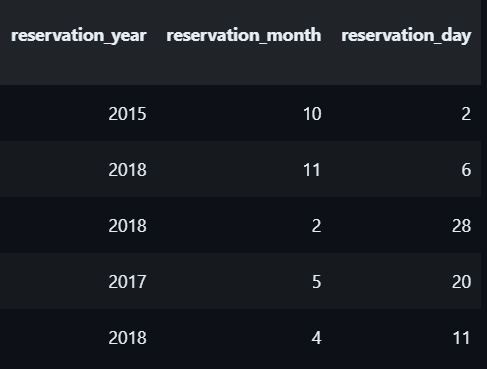 reservation_year reservation_month reservation_day
2015 10 2
2018 11 6
2018 2 28
2017 5 20
2018 4 11